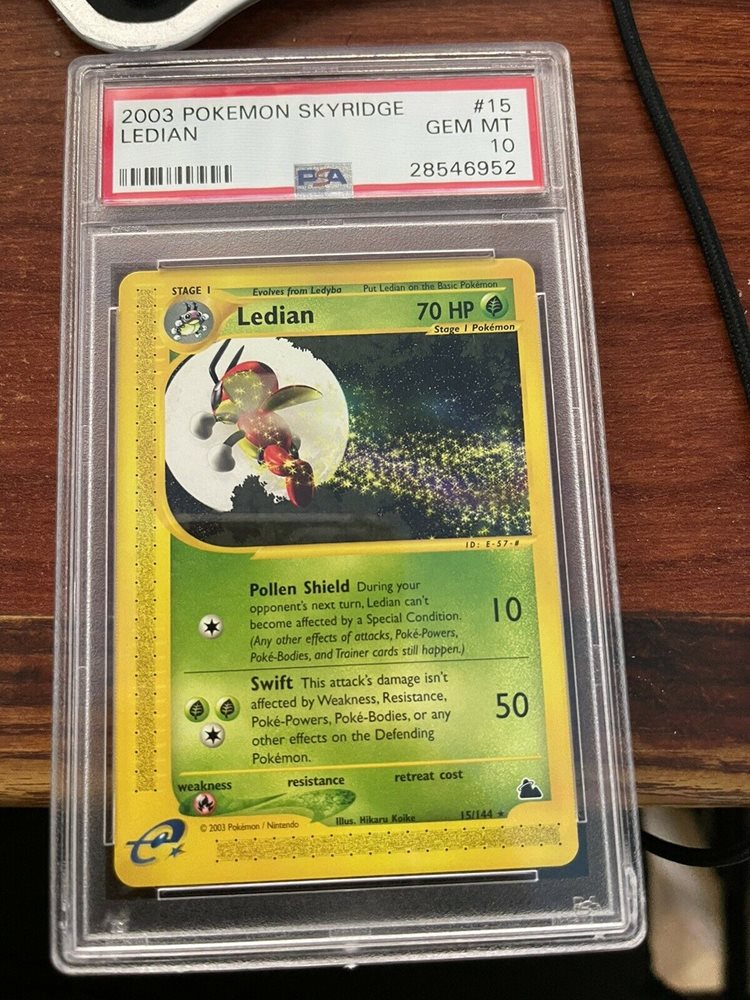 2003 POKEMON SKYRIDGE #15
LEDIAN GEM MT
10
PSA 28546952
STAGE 1 Evolves from Ledyba Put Ledian on the Basic Pokémon
Ledian 70 HP
Stage 1 Pokémon
ID: E-57-#
Pollen Shield During your
opponent's next turn, Ledian can't
become affected by a Special Condition.
(Any other effects of attacks, Poké-Powers,
Poké-Bodies, and Trainer cards still happen.)
10
Swift This attack's damage isn't
affected by Weakness, Resistance,
Poké-Powers, Poké-Bodies, or any
other effects on the Defending
Pokémon.
50
weakness resistance retreat cost
© 2003 Pokémon / Nintendo Illus. Hikaru Koike 15/144 ★
e
PSA